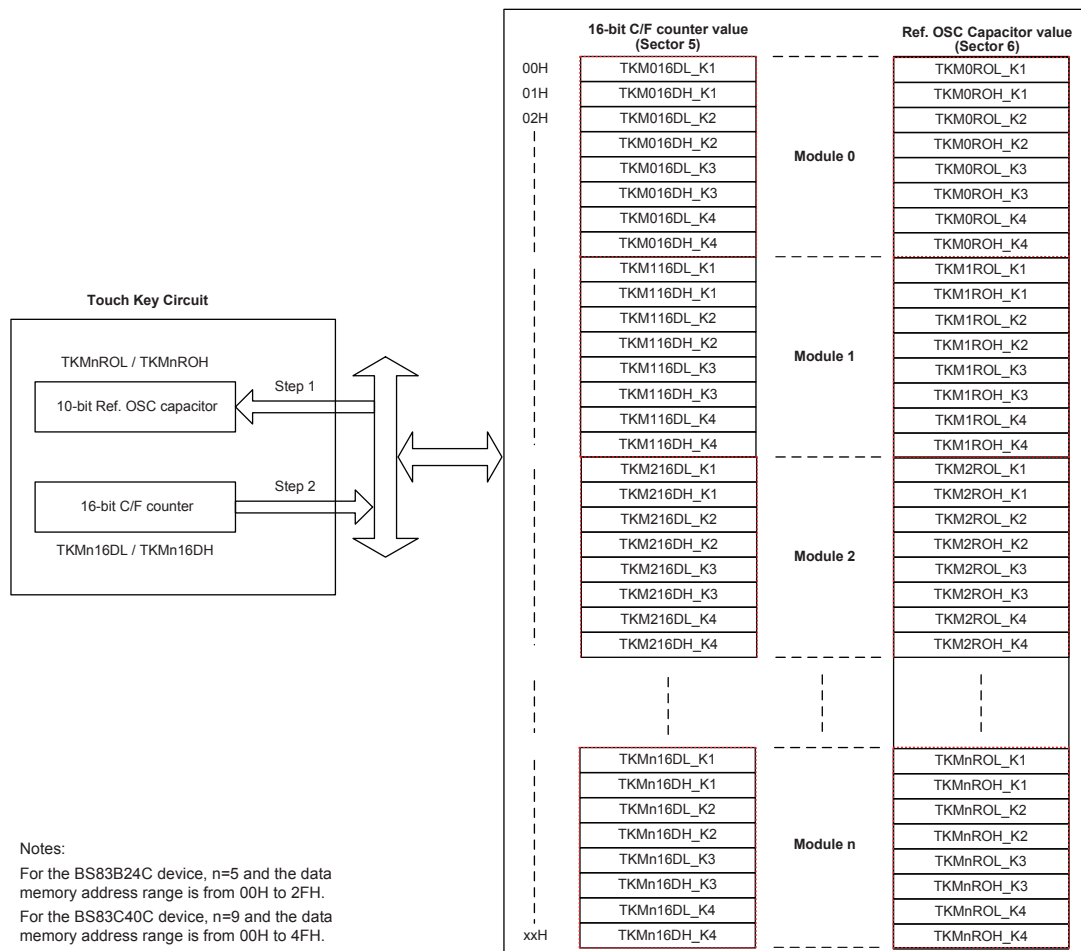 16-bit C/F counter value
(Sector 5)
Ref. OSC Capacitor value
(Sector 6)
00H
TKM016DL_K1
TKM0ROL_K1
01H
TKM016DH_K1
TKM0ROH_K1
02H
TKM016DL_K2
TKM0ROL_K2
TKM016DH_K2
TKM0ROH_K2
Module 0
TKM016DL_K3
TKM0ROL_K3
TKM016DH_K3
TKM0ROH_K3
TKM016DL_K4
TKM0ROL_K4
TKM016DH_K4
TKM0ROH_K4
TKM116DL_K1
TKM1ROL_K1
TKM116DH_K1
TKM1ROH_K1
TKM116DL_K2
TKM1ROL_K2
TKM116DH_K2
TKM1ROH_K2
Module 1
TKM116DL_K3
TKM1ROL_K3
TKM116DH_K3
TKM1ROH_K3
TKM116DL_K4
TKM1ROL_K4
TKM116DH_K4
TKM1ROH_K4
TKM216DL_K1
TKM2ROL_K1
TKM216DH_K1
TKM2ROH_K1
TKM216DL_K2
TKM2ROL_K2
TKM216DH_K2
TKM2ROH_K2
Module 2
TKM216DL_K3
TKM2ROL_K3
TKM216DH_K3
TKM2ROH_K3
TKM216DL_K4
TKM2ROL_K4
TKM216DH_K4
TKM2ROH_K4
TKMn16DL_K1
TKMnROL_K1
TKMn16DH_K1
TKMnROH_K1
TKMn16DL_K2
TKMnROL_K2
TKMn16DH_K2
TKMnROH_K2
Module n
TKMn16DL_K3
TKMnROL_K3
TKMn16DH_K3
TKMnROH_K3
TKMn16DL_K4
TKMnROL_K4
xxH
TKMn16DH_K4
TKMnROH_K4
Touch Key Circuit
TKMnROL / TKMnROH
10-bit Ref. OSC capacitor
Step 1
16-bit C/F counter
Step 2
TKMn16DL / TKMn16DH
Notes:
For the BS83B24C device, n=5 and the data
memory address range is from 00H to 2FH.
For the BS83C40C device, n=9 and the data
memory address range is from 00H to 4FH.